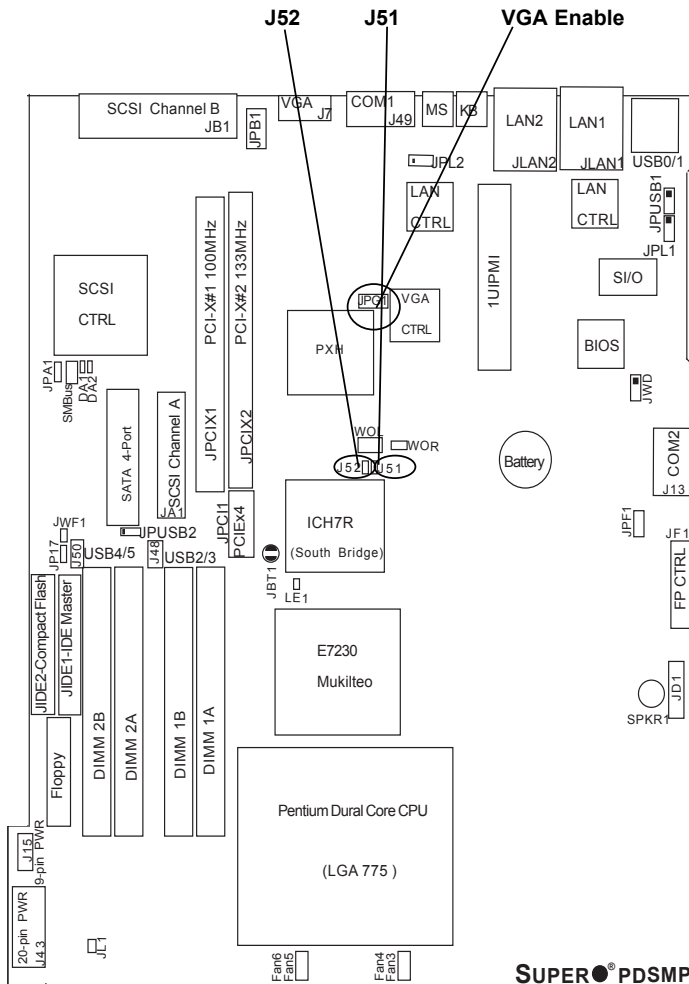 J52 J51 VGA Enable
SCSI Channel B
JB1
JPB1
VGA
J7
COM1
J49
MS
KB
LAN2
JLAN2
LAN1
JLAN1
USB0/1
JPL2
LAN
CTRL
LAN
CTRL
JPUSB1
JPL1
1UIPMI
SI/O
SCSI
CTRL
PCI-X#1 100MHz
JPCIX1
PCI-X#2 133MHz
JPCIX2
JPG1
VGA
CTRL
PXH
BIOS
JWD
JPA1
SMBus
DA1
DA2
SATA 4-Port
SCSI Channel A
JA1
WOL
WOR
J52
J51
Battery
COM2
J13
JWF1
JP17
JPUSB2
J50
USB4/5
J48
USB2/3
JPCI1
PCIEx4
ICH7R
(South Bridge)
JBT1
LE1
JPF1
JF1
FP CTRL
JIDE2-Compact Flash
JIDE1-IDE Master
E7230
Mukilteo
JD1
SPKR1
Floppy
DIMM 2B
DIMM 2A
DIMM 1B
DIMM 1A
Pentium Dural Core CPU
(LGA 775 )
J15
9-pin PWR
20-pin PWR
J43
JL1
Fan6
Fan5
Fan4
Fan3
SUPER ® PDSMP